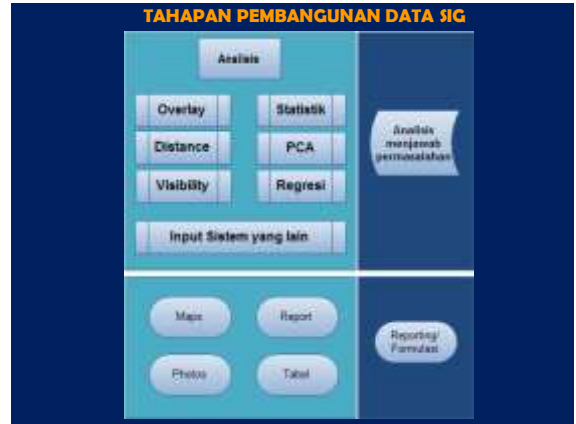 TAHAPAN PEMBANGUNAN DATA SIG
Analisis
Overlay
Statistik
Distance
PCA
Visibility
Regresi
Input Sistem yang lain
Analisis
menjawab
permasalahan
Maps
Report
Photos
Tabel
Reporting/
Formulasi